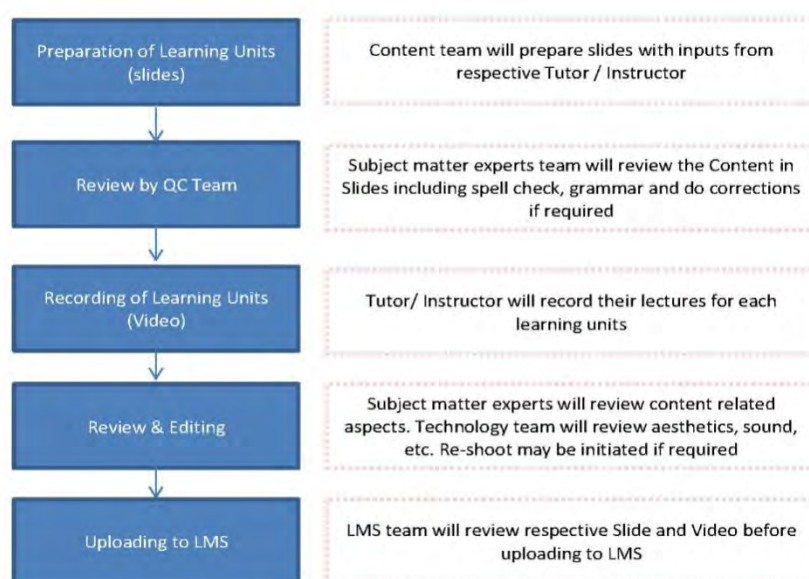 Preparation of Learning Units
(slides)
Content team will prepare slides with inputs from
respective Tutor / Instructor
Review by QC Team
Subject matter experts team will review the Content in
Slides including spell check, grammar and do corrections
if required
Recording of Learning Units
(Video)
Tutor/ Instructor will record their lectures for each
learning units
Review & Editing
Subject matter experts will review content related
aspects. Technology team will review aesthetics, sound,
etc. Re-shoot may be initiated if required
Uploading to LMS
LMS team will review respective Slide and Video before
uploading to LMS